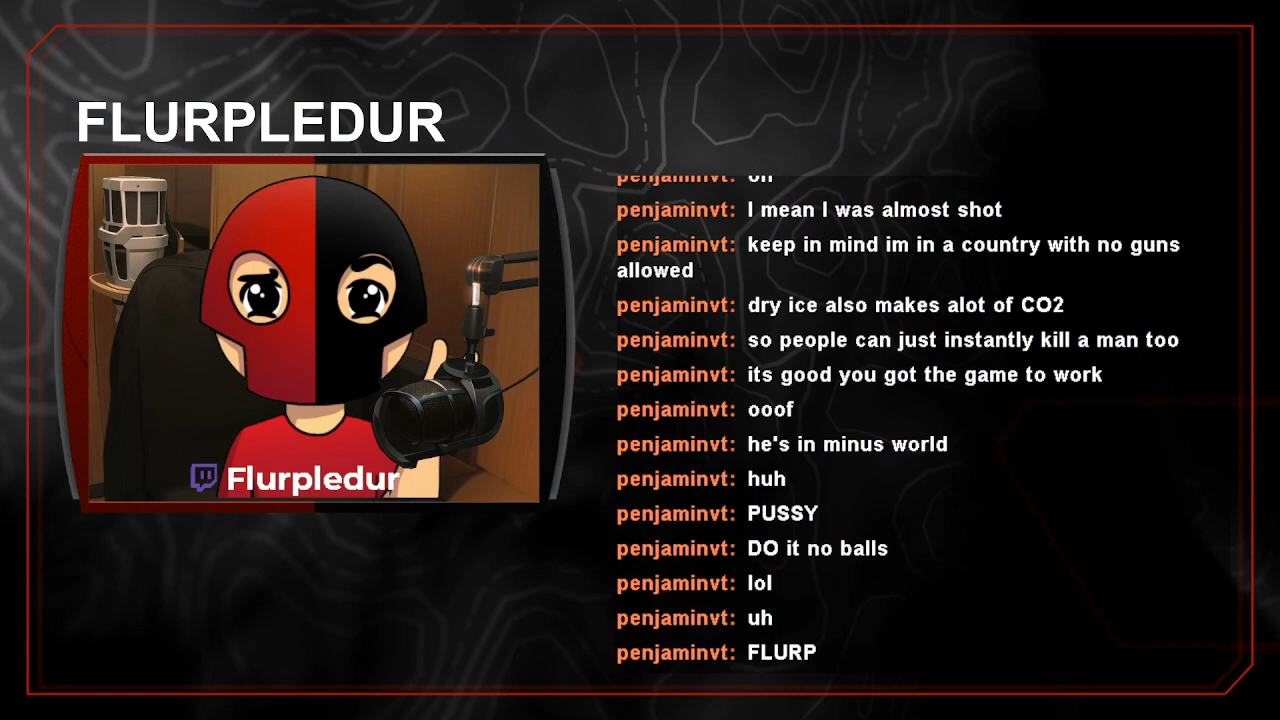 FLURPLEDUR
Flurpledur
penjaminvt: oh
penjaminvt: I mean I was almost shot
penjaminvt: keep in mind im in a country with no guns
allowed
penjaminvt: dry ice also makes alot of CO2
penjaminvt: so people can just instantly kill a man too
penjaminvt: its good you got the game to work
penjaminvt: ooof
penjaminvt: he's in minus world
penjaminvt: huh
penjaminvt: PUSSY
penjaminvt: DO it no balls
penjaminvt: lol
penjaminvt: uh
penjaminvt: FLURP